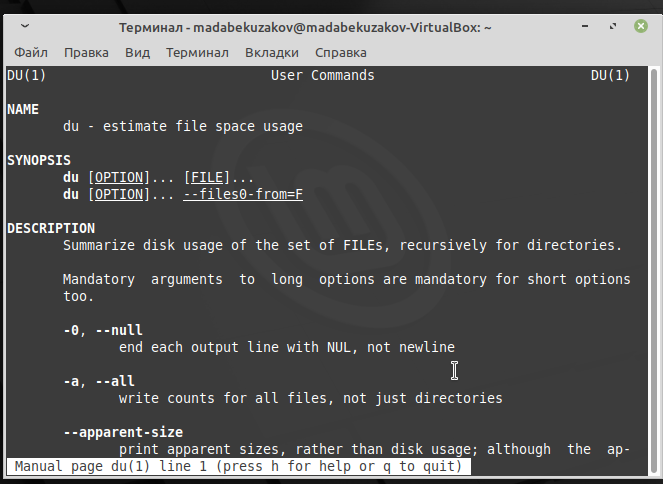 Терминал - madabekuzakov@madabekuzakov-VirtualBox: ~
Файл Правка Вид Терминал Вкладки Справка
DU(1) User Commands DU(1)
NAME
du - estimate file space usage
SYNOPSIS
du [OPTION]... [FILE]...
du [OPTION]... --files0-from=F
DESCRIPTION
Summarize disk usage of the set of FILEs, recursively for directories.
Mandatory arguments to long options are mandatory for short options
too.
-0, --null
end each output line with NUL, not newline
-a, --all
write counts for all files, not just directories
--apparent-size
print apparent sizes, rather than disk usage; although the ap-
Manual page du(1) line 1 (press h for help or q to quit)